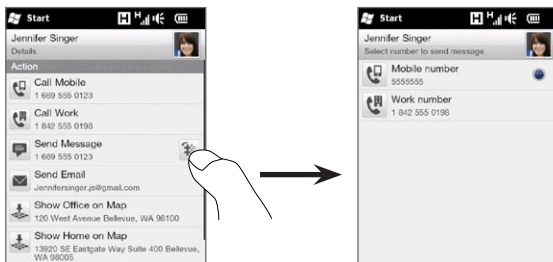 Start
H H
Jennifer Singer
Details
Action
Call Mobile
1 669 555 0123
Call Work
1 842 555 0198
Send Message
1 669 555 0123
Send Email
Jennifersinger.js@gmail.com
Show Office on Map
120 West Avenue Bellevue, WA 98100
Show Home on Map
13920 SE Eastgate Way Suite 400 Bellevue,
WA 98005
Start
H H
Jennifer Singer
Select number to send message
Mobile number
5555555
Work number
1 842 555 0198